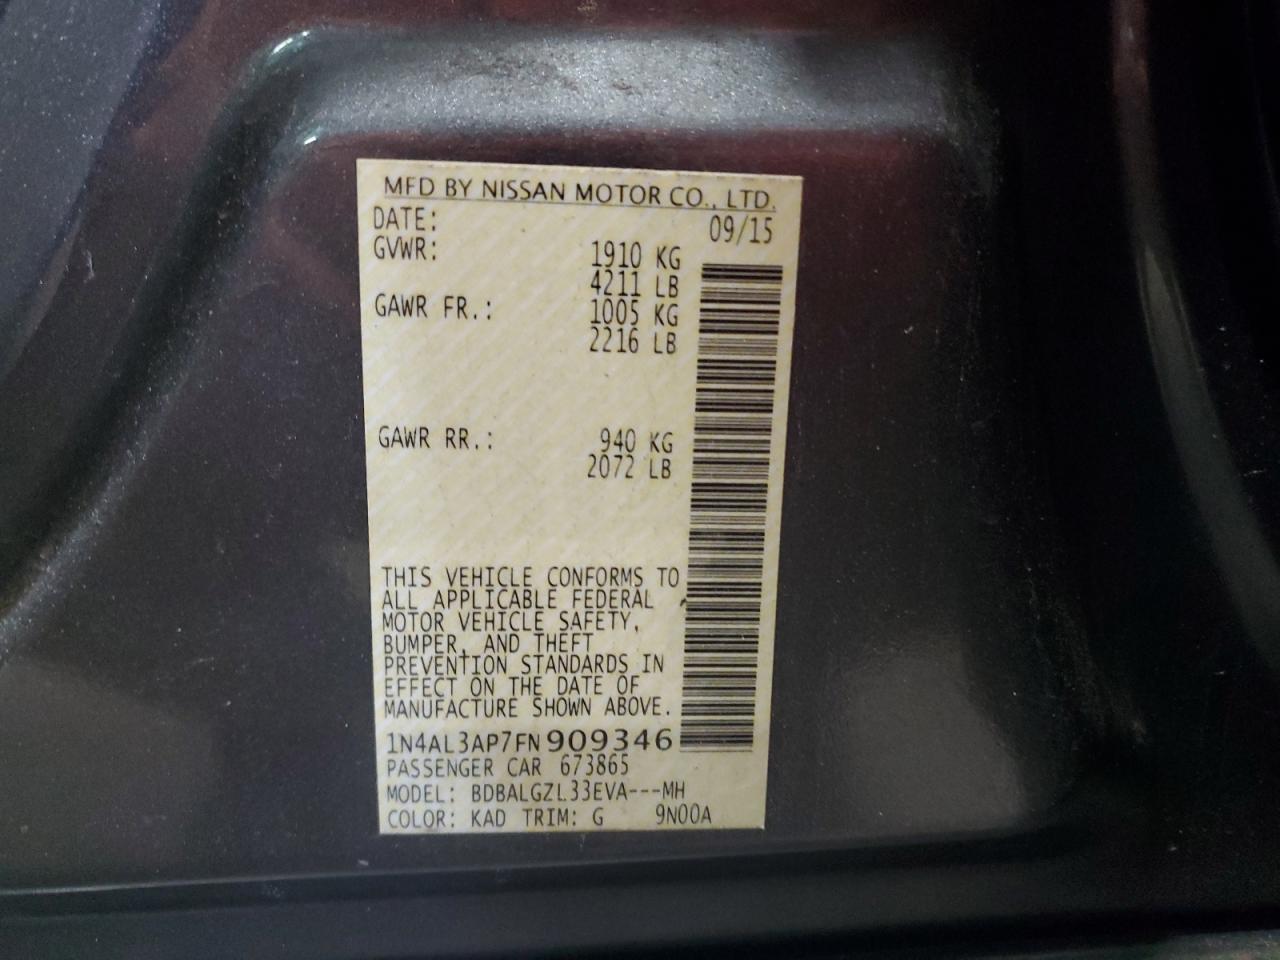 MFD BY NISSAN MOTOR CO., LTD.
DATE: 09/15
GVWR: 1910 KG
4211 LB
GAWR FR.: 1005 KG
2216 LB
GAWR RR.: 940 KG
2072 LB
THIS VEHICLE CONFORMS TO
ALL APPLICABLE FEDERAL
MOTOR VEHICLE SAFETY,
BUMPER, AND THEFT
PREVENTION STANDARDS IN
EFFECT ON THE DATE OF
MANUFACTURE SHOWN ABOVE.
1N4AL3AP7FN909346
PASSENGER CAR 673865
MODEL: BDBALGZL33EVA---MH
COLOR: KAD TRIM: G 9N00A